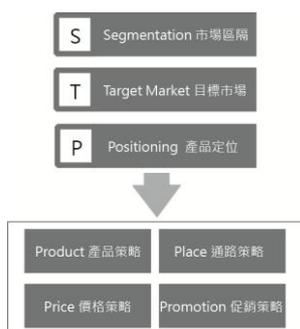 S Segmentation 市場區隔
T Target Market 目標市場
P Positioning 產品定位
Product 產品策略 Place 通路策略
Price 價格策略 Promotion 促銷策略